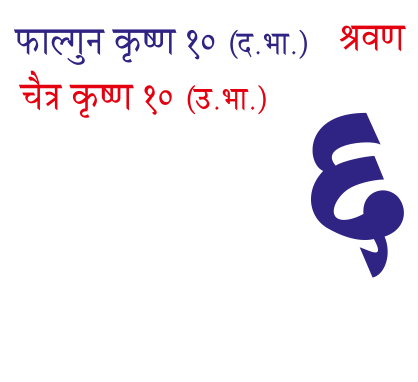 फाल्गुन कृष्ण १० (द.भा.) श्रवण
चैत्र कृष्ण १० (उ.भा.)
६